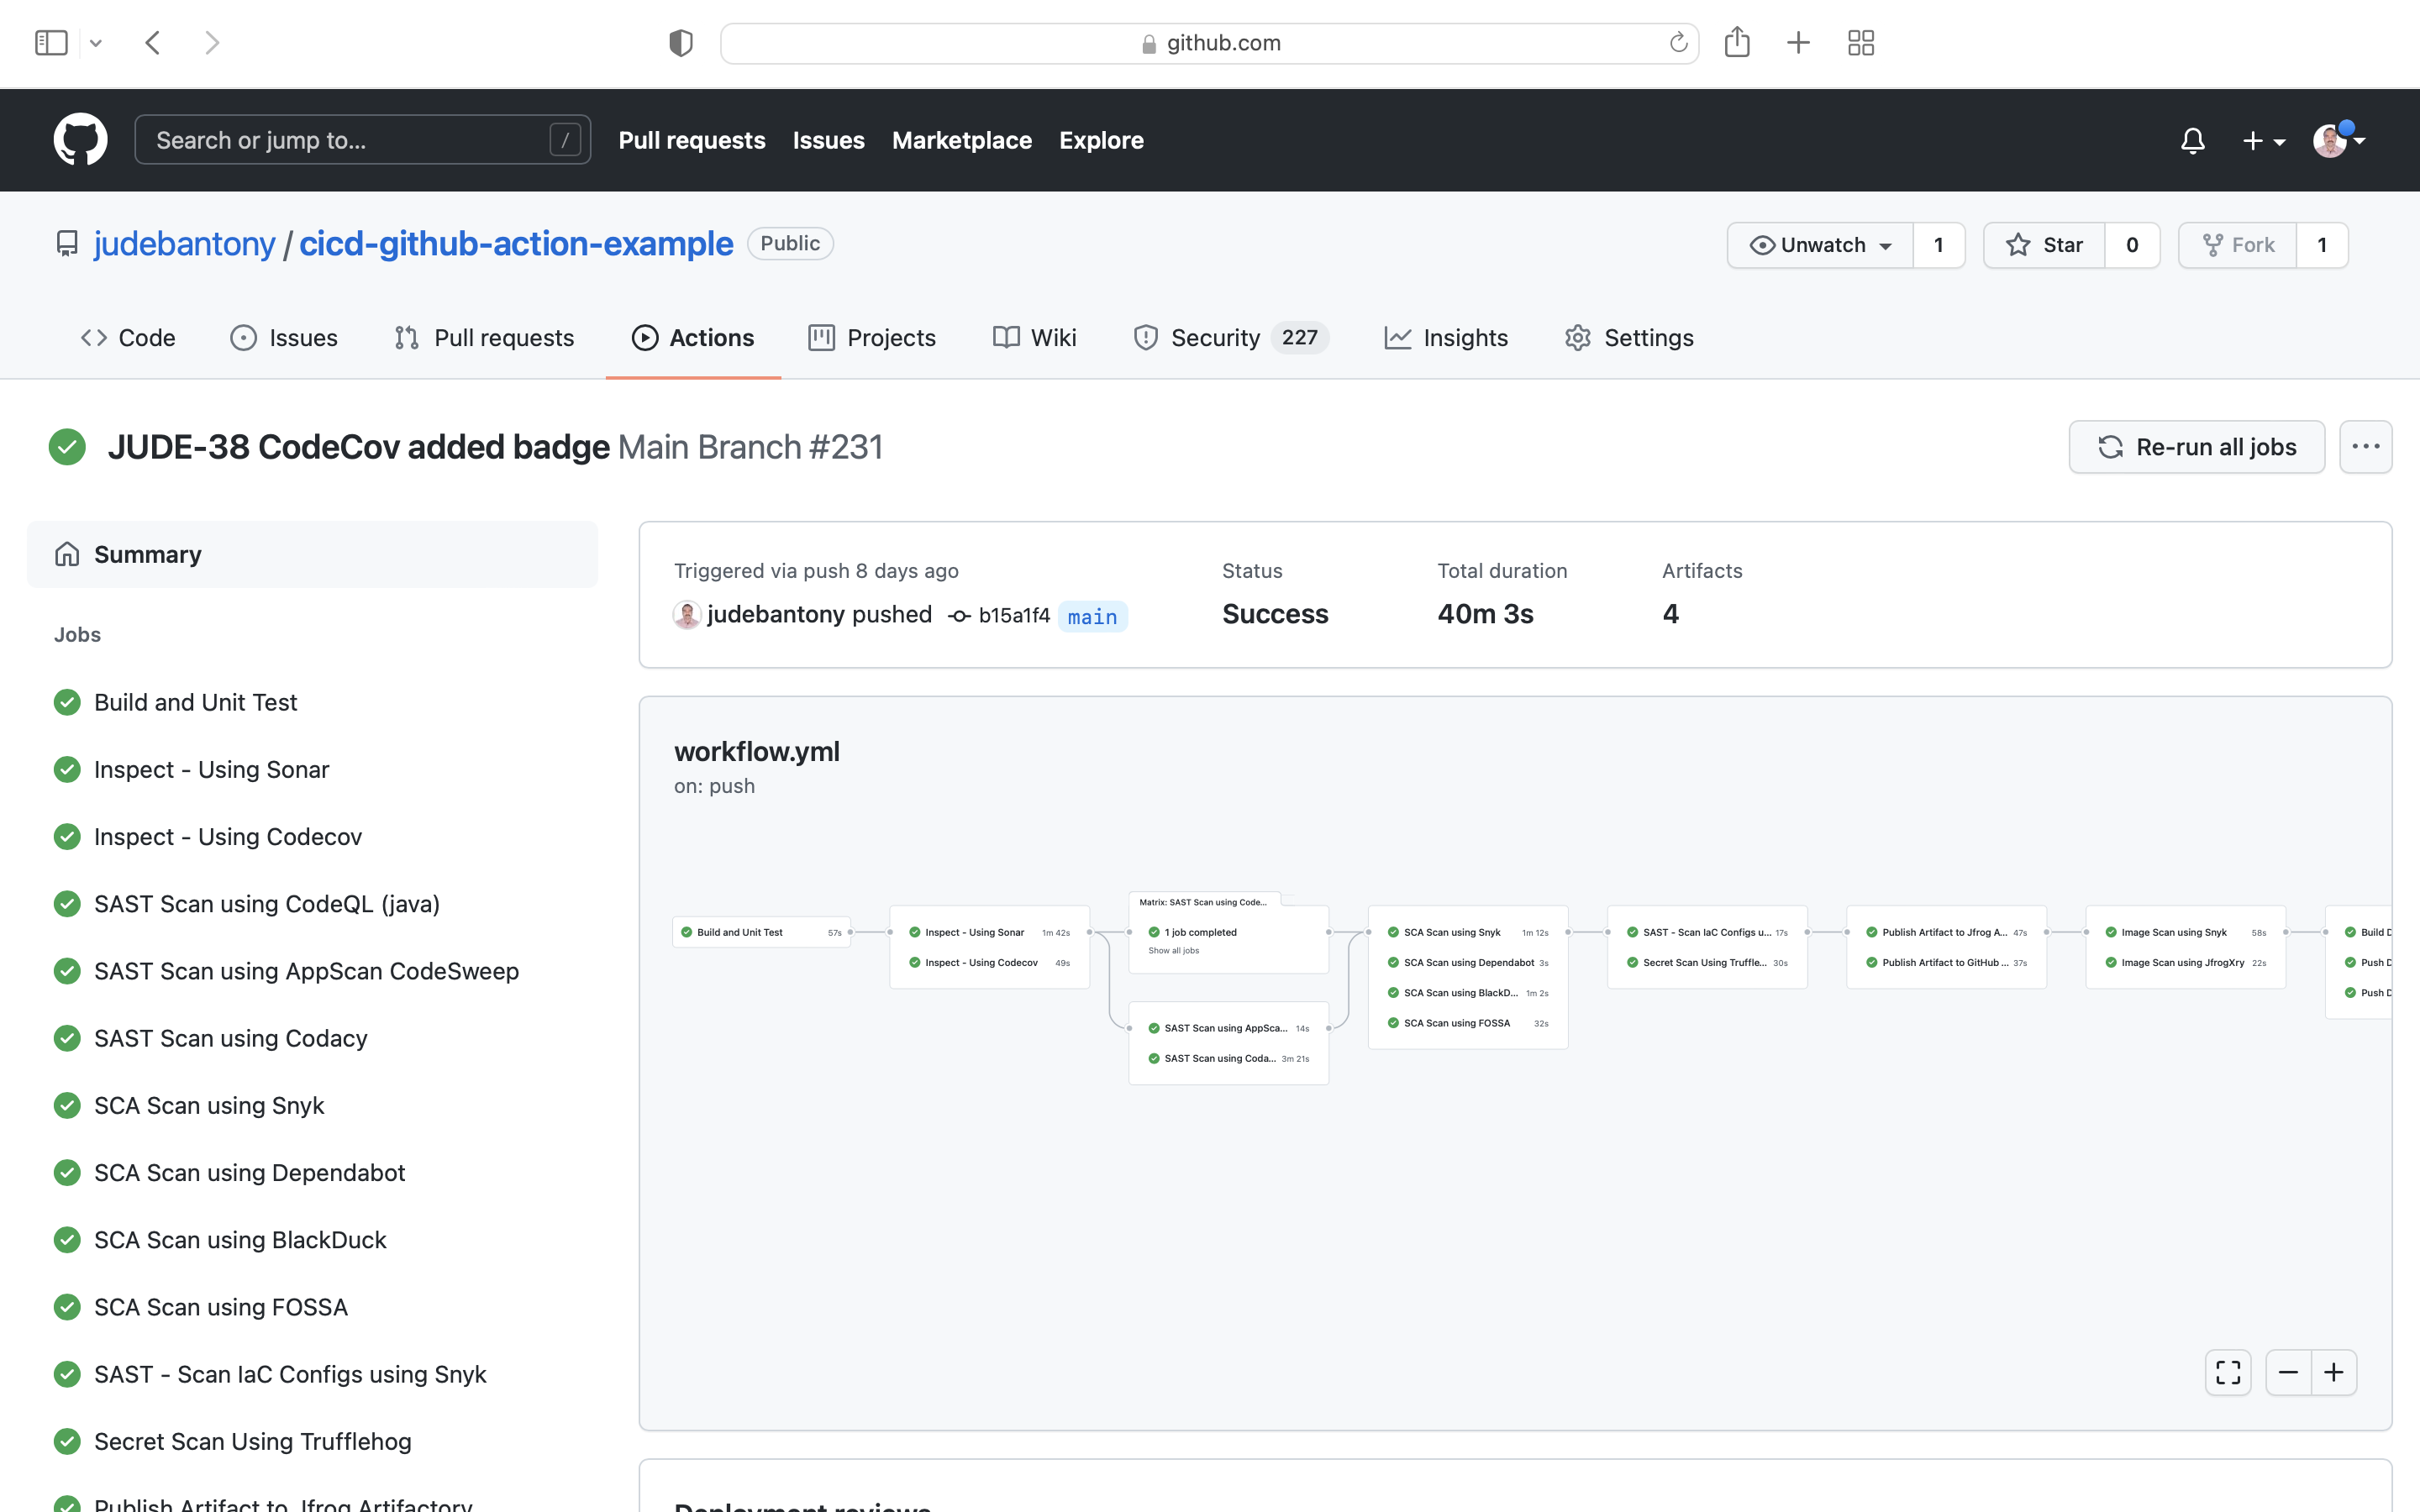 github.com
Search or jump to... /
Pull requests Issues Marketplace Explore
judebantony / cicd-github-action-example Public
Unwatch 1 Star 0 Fork 1
Code Issues Pull requests Actions Projects Wiki Security 227 Insights Settings
JUDE-38 CodeCov added badge Main Branch #231
Re-run all jobs
Summary
Jobs
Build and Unit Test
Inspect - Using Sonar
Inspect - Using Codecov
SAST Scan using CodeQL (java)
SAST Scan using AppScan CodeSweep
SAST Scan using Codacy
SCA Scan using Snyk
SCA Scan using Dependabot
SCA Scan using BlackDuck
SCA Scan using FOSSA
SAST - Scan IaC Configs using Snyk
Secret Scan Using Trufflehog
Publish Artifact to Jfrog Artifactory
Triggered via push 8 days ago
judebantony pushed b15a1f4 main
Status
Success
Total duration
40m 3s
Artifacts
4
workflow.yml
on: push
Build and Unit Test 57s
Inspect - Using Sonar 1m 42s
Inspect - Using Codecov 49s
Matrix: SAST Scan using Code...
1 job completed
Show all jobs
SAST Scan using AppSca... 14s
SAST Scan using Coda... 3m 21s
SCA Scan using Snyk 1m 12s
SCA Scan using Dependabot 3s
SCA Scan using BlackD... 1m 2s
SCA Scan using FOSSA 32s
SAST - Scan IaC Configs u... 17s
Secret Scan Using Truffle... 30s
Publish Artifact to Jfrog A... 47s
Publish Artifact to GitHub ... 37s
Image Scan using Snyk 58s
Image Scan using JfrogXry 22s
Build
Push
Push
Deployment reviews